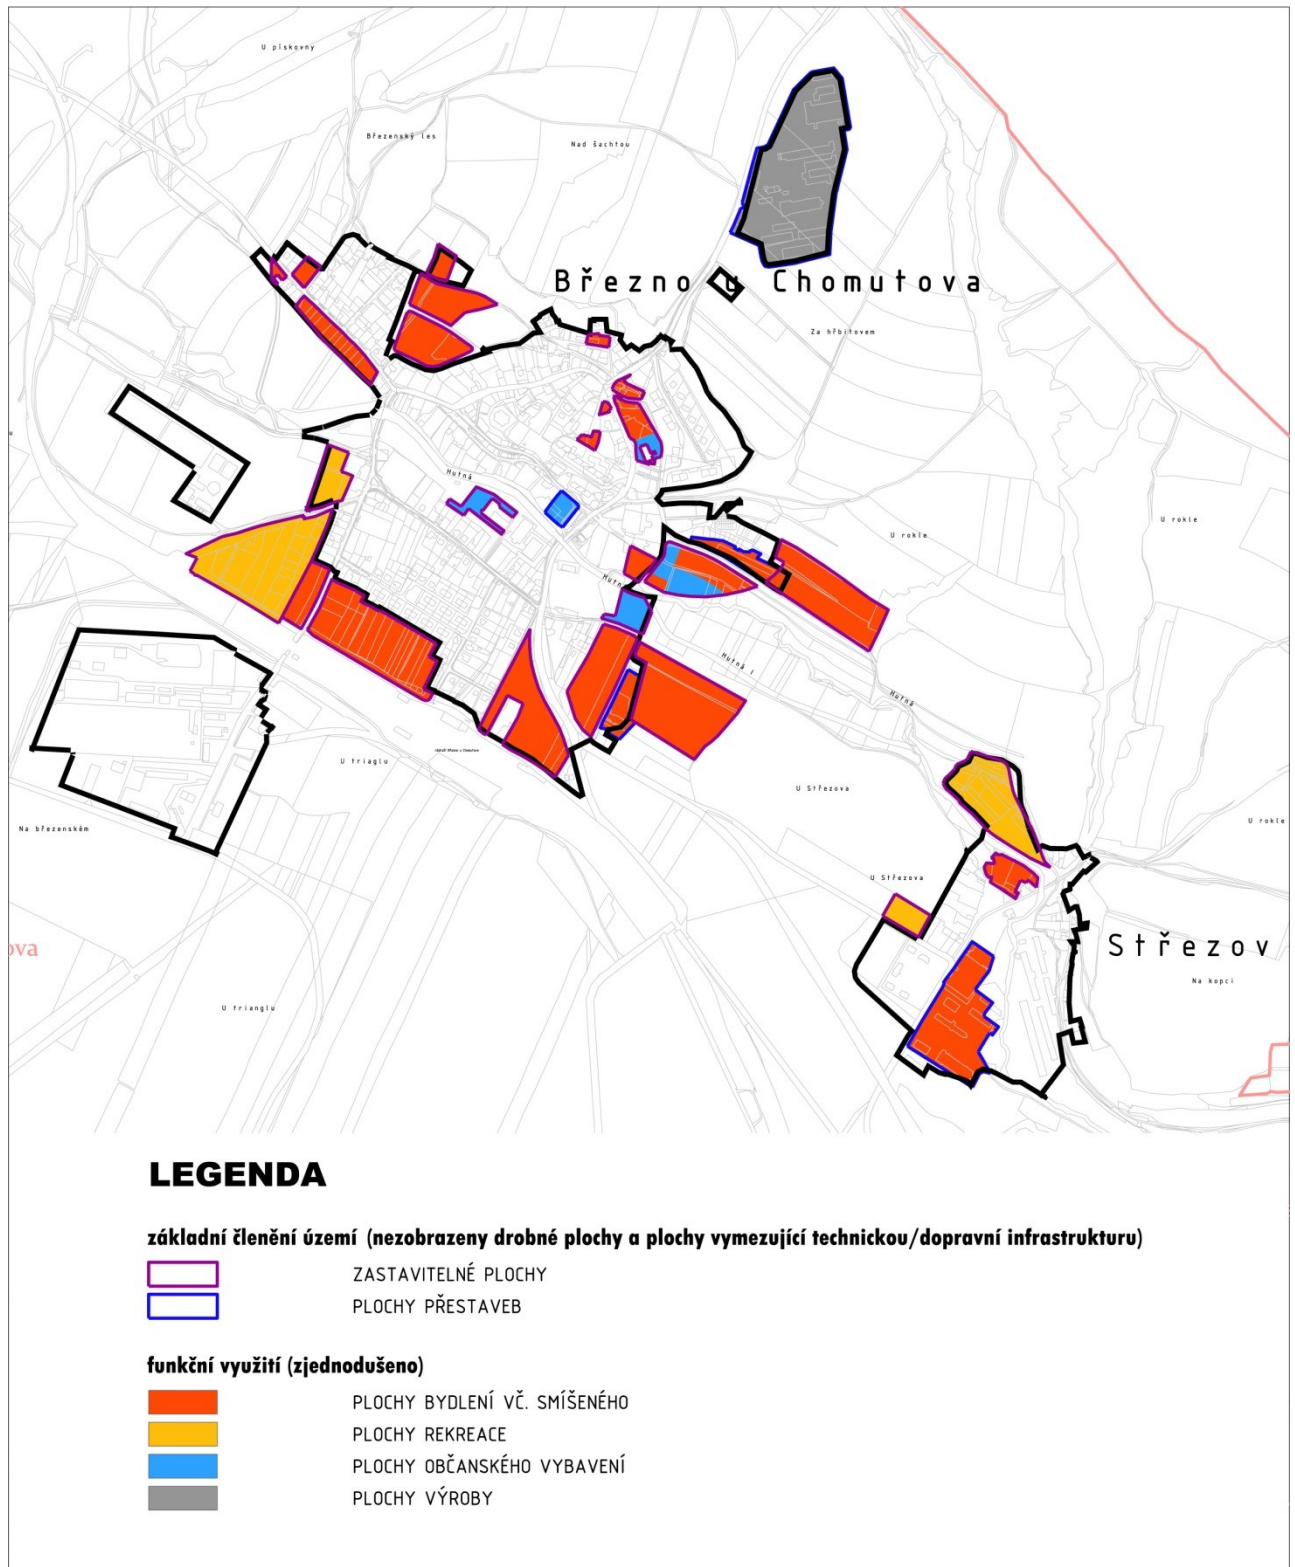 U pískovny
Březenský les
Nad šachtou
Březno u Chomutova
Za hřbitovem
Hutná
U rokle
U rokle
Hutná
Hutná I
Hutná
U triaglu
U Střezova
Na březenském
U rokle
U Střezova
ova
Střezov
Na kopci
U trianglu
LEGENDA
základní členění území (nezobrazeny drobné plochy a plochy vymezující technickou/dopravní infrastrukturu)
ZASTAVITELNÉ PLOCHY
PLOCHY PŘESTAVEB
funkční využití (zjednodušeno)
PLOCHY BYDLENÍ VČ. SMÍŠENÉHO
PLOCHY REKREACE
PLOCHY OBČANSKÉHO VYBAVENÍ
PLOCHY VÝROBY